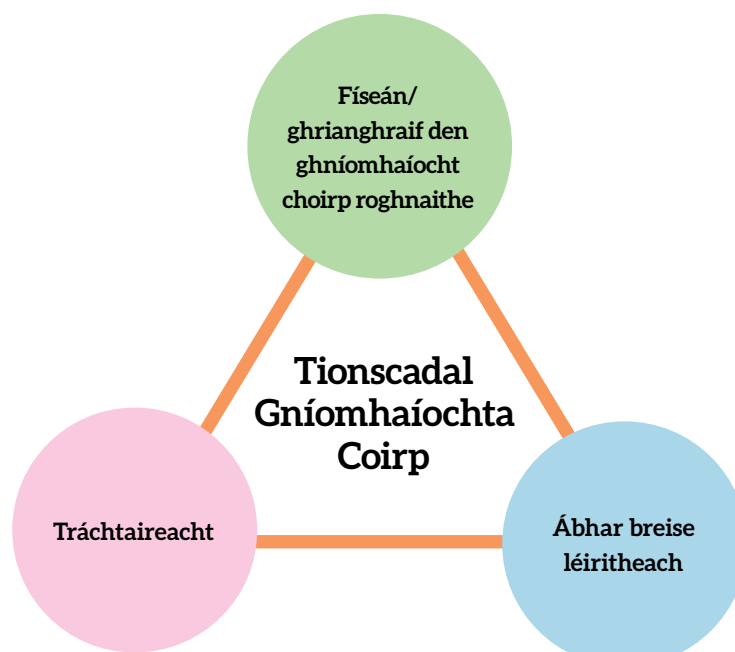 Físeán/
ghrianghraif den
ghníomhaíocht
choirp roghnaithe
Tionscadal
Gníomhaíochta
Coirp
Tráchtaireacht
Ábhar breise
léiritheach